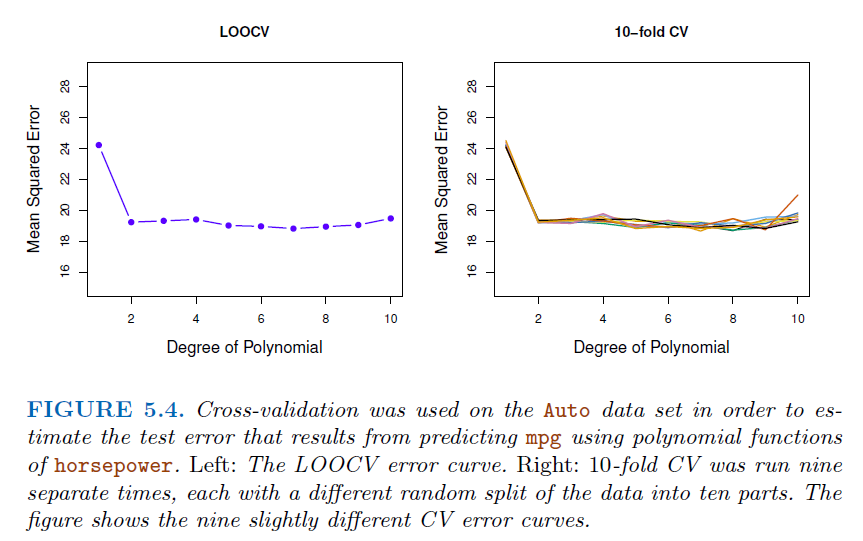 LOOCV
Mean Squared Error
28
26
24
22
20
18
16
2 4 6 8 10
Degree of Polynomial
10−fold CV
Mean Squared Error
28
26
24
22
20
18
16
2 4 6 8 10
Degree of Polynomial
FIGURE 5.4. Cross-validation was used on the Auto data set in order to es-
timate the test error that results from predicting mpg using polynomial functions
of horsepower. Left: The LOOCV error curve. Right: 10-fold CV was run nine
separate times, each with a different random split of the data into ten parts. The
figure shows the nine slightly different CV error curves.